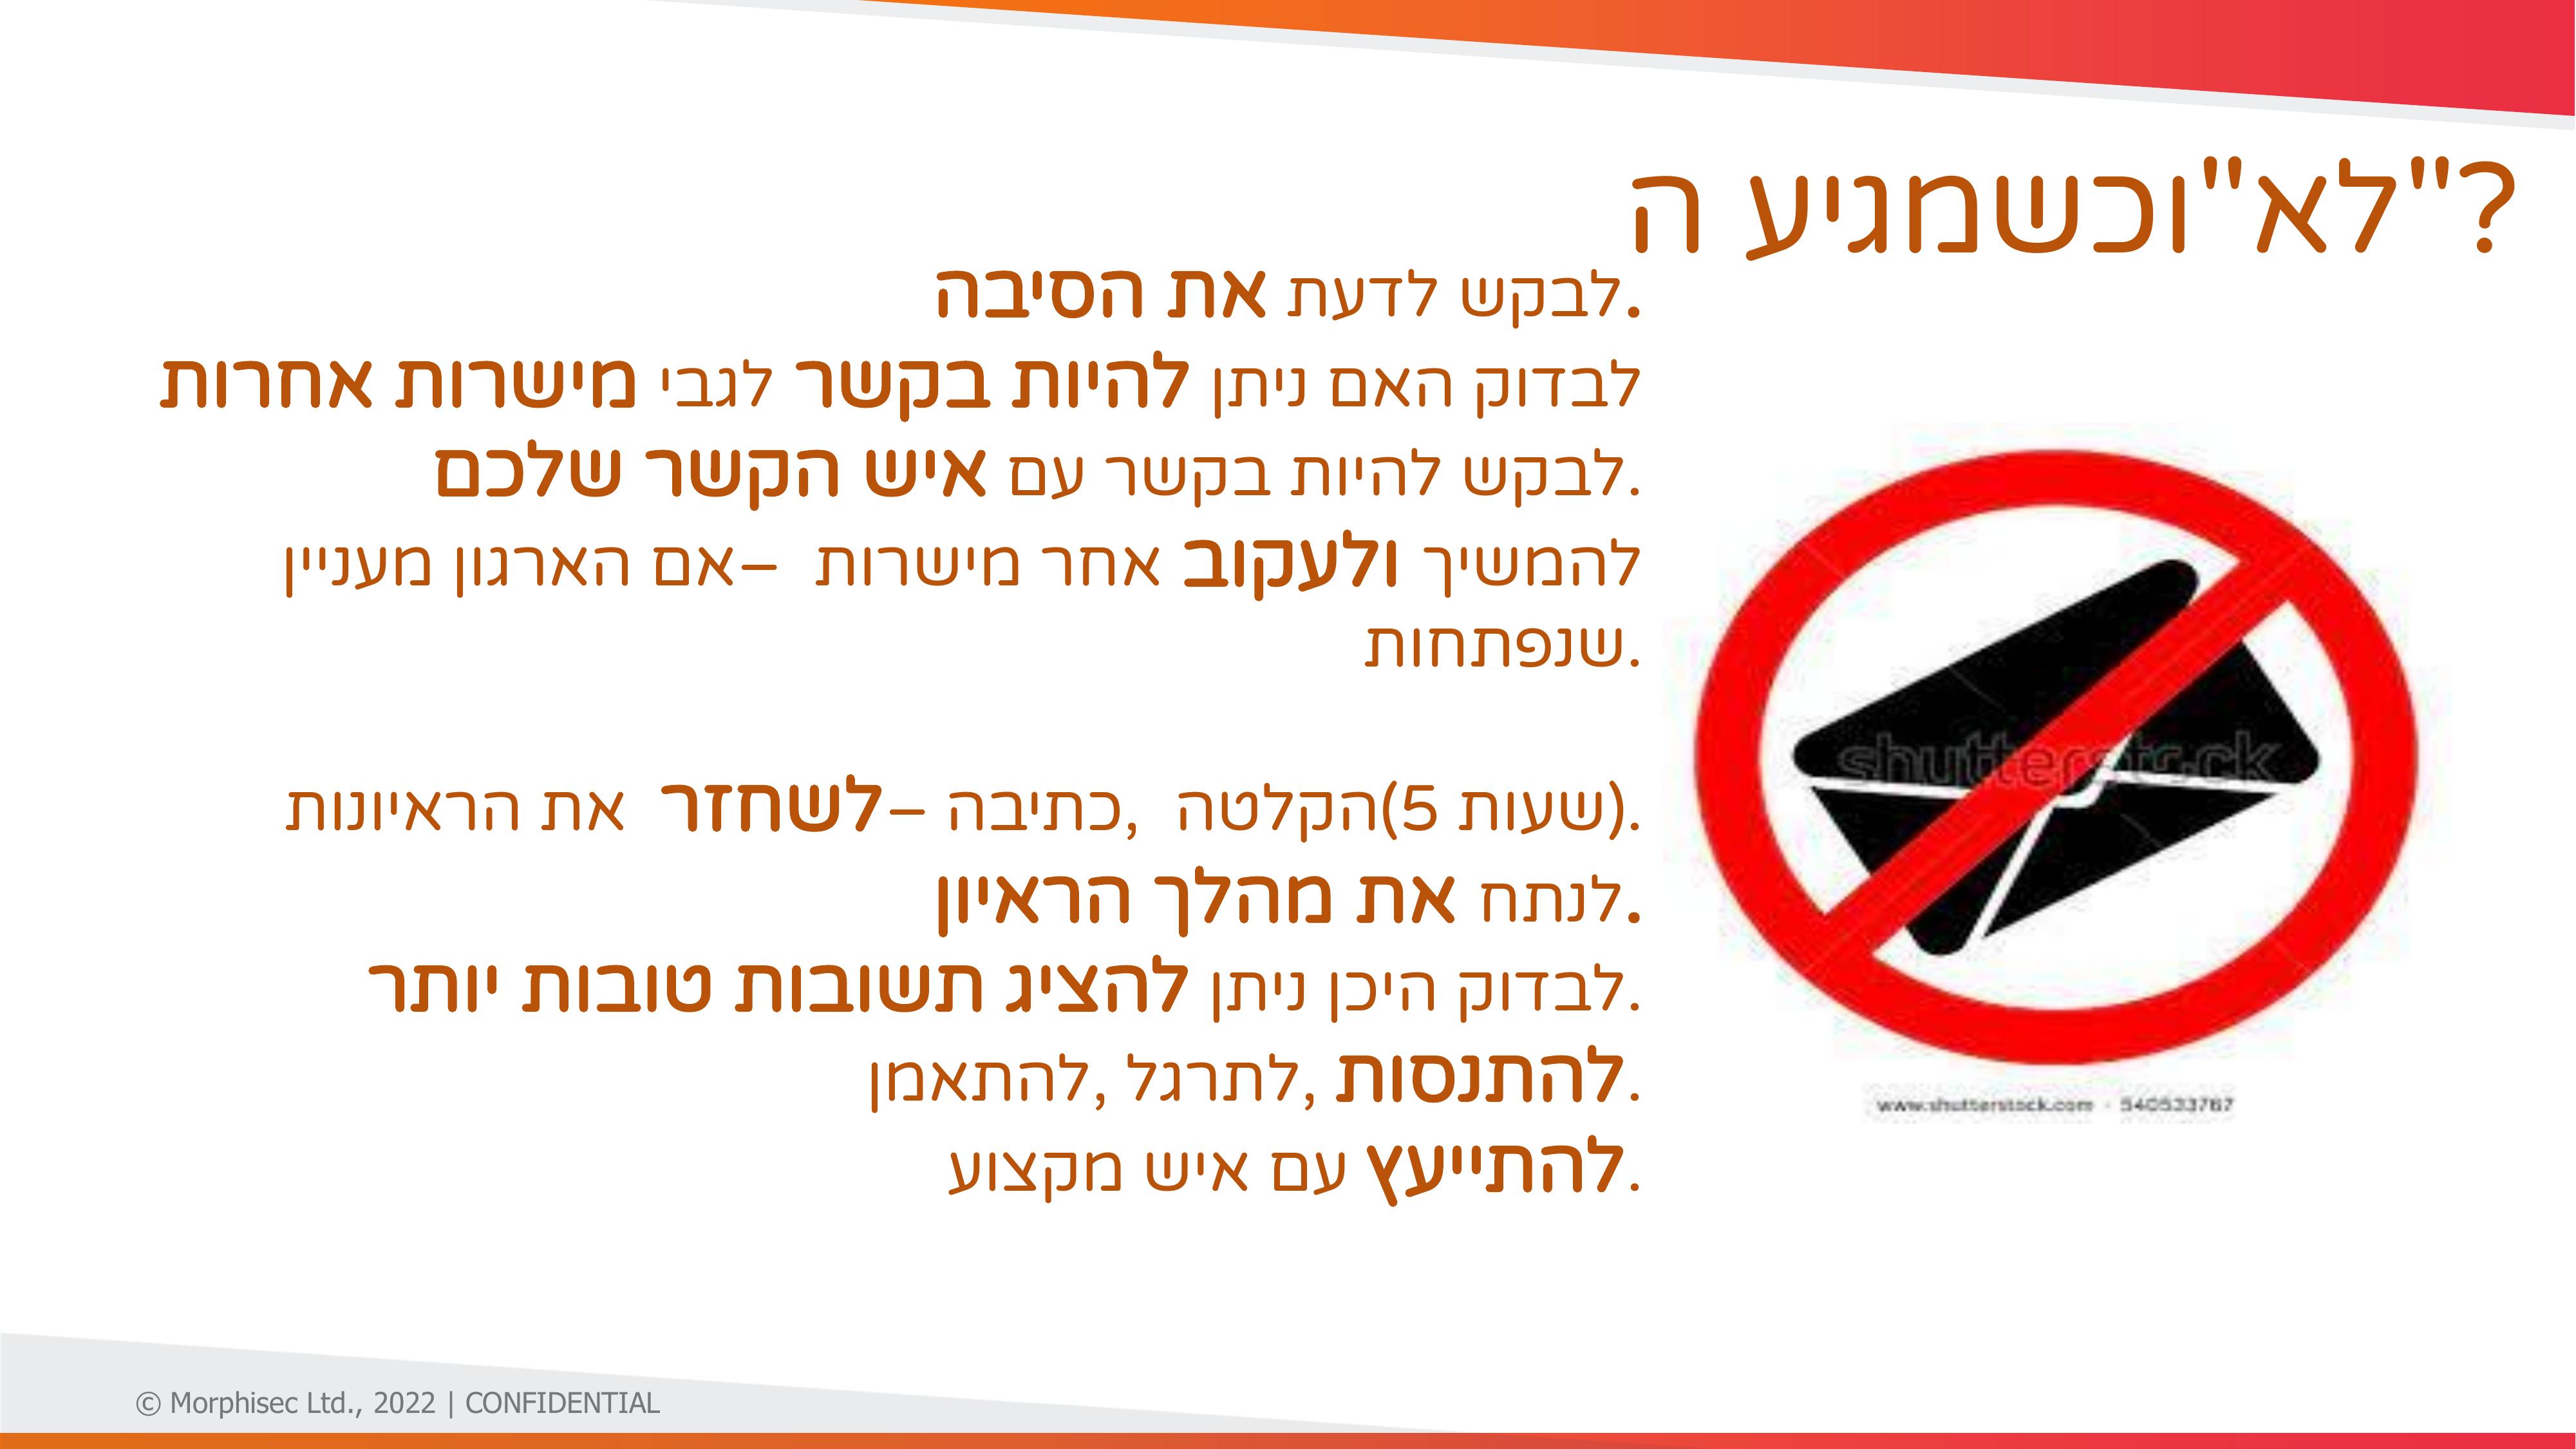 וכשמגיע ה"לא"?
לבקש לדעת את הסיבה.
לבדוק האם ניתן להיות בקשר לגבי מישרות אחרות
לבקש להיות בקשר עם איש הקשר שלכם.
להמשיך ולעקוב אחר מישרות – אם הארגון מעניין
שנפתחות.
לשחזר את הראיונות – כתיבה, הקלטה (5 שעות).
לנתח את מהלך הראיון.
לבדוק היכן ניתן להציג תשובות טובות יותר.
להתנסות, לתרגל, להתאמן.
להתייעץ עם איש מקצוע.
shutterstock
www.shutterstock.com · 540533767
© Morphisec Ltd., 2022 | CONFIDENTIAL